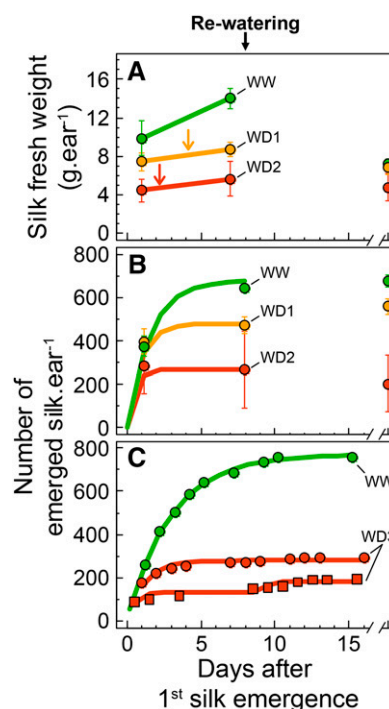 Re-watering
A
Silk fresh weight
(g.ear⁻¹)
16
12
8
4
0
WW
WD1
WD2
B
Number of
emerged silk.ear⁻¹
800
600
400
200
0
WW
WD1
WD2
C
800
600
400
200
0
WW
WD3
0 5 10 15
Days after
1ˢᵗ silk emergence